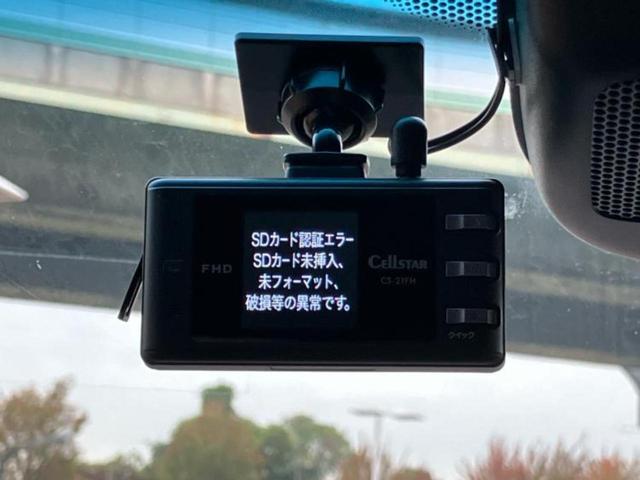 SDカード認証エラー
SDカード未挿入、
未フォーマット、
破損等の異常です。
FHD
CELLSTAR
CS-21FH
クイック